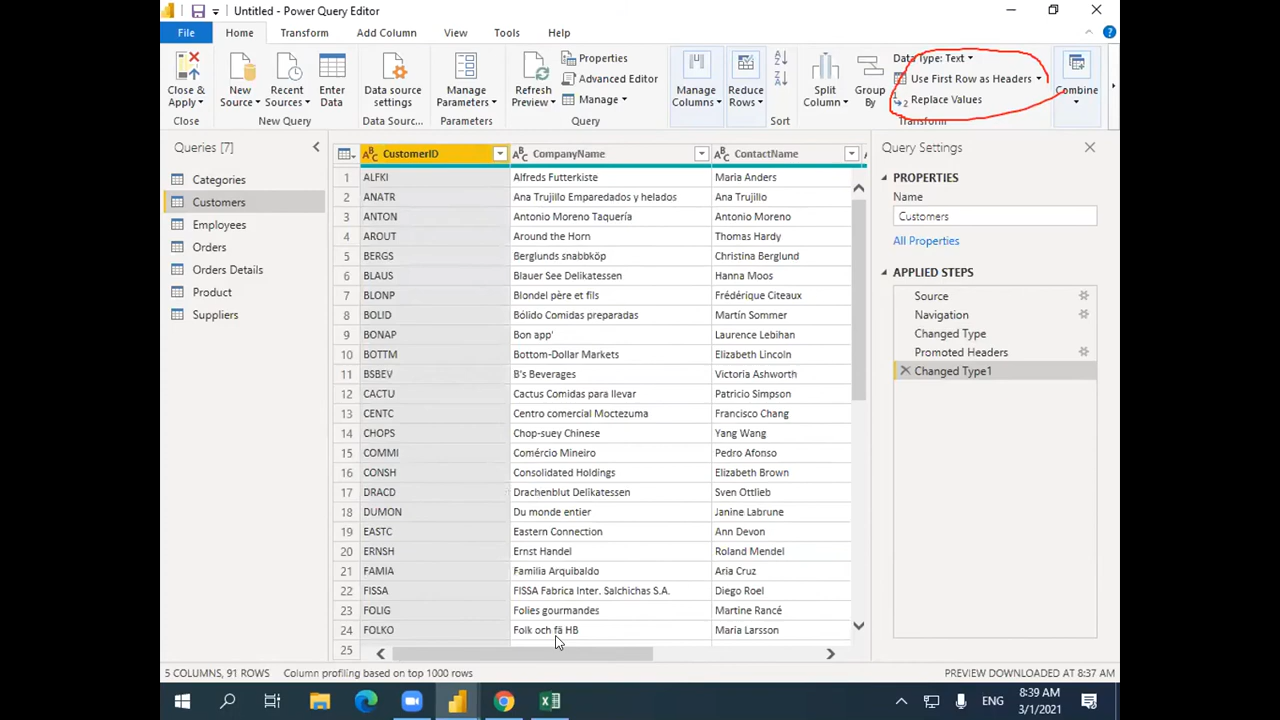 Untitled - Power Query Editor
File Home Transform Add Column View Tools Help
Close & Apply
New Source
Recent Sources
Enter Data
Data source settings
Manage Parameters
Refresh Preview
Properties
Advanced Editor
Manage
Manage Columns
Reduce Rows
Split Column
Group By
Data Type: Text
Use First Row as Headers
Replace Values
Combine
Close New Query Data Sourc... Parameters Query Sort Transform
Queries [7]
Categories
Customers
Employees
Orders
Orders Details
Product
Suppliers
CustomerID CompanyName ContactName
1 ALFKI Alfreds Futterkiste Maria Anders
2 ANATR Ana Trujillo Emparedados y helados Ana Trujillo
3 ANTON Antonio Moreno Taquería Antonio Moreno
4 AROUT Around the Horn Thomas Hardy
5 BERGS Berglunds snabbköp Christina Berglund
6 BLAUS Blauer See Delikatessen Hanna Moos
7 BLONP Blondel père et fils Frédérique Citeaux
8 BOLID Bólido Comidas preparadas Martín Sommer
9 BONAP Bon app' Laurence Lebihan
10 BOTTM Bottom-Dollar Markets Elizabeth Lincoln
11 BSBEV B's Beverages Victoria Ashworth
12 CACTU Cactus Comidas para llevar Patricio Simpson
13 CENTC Centro comercial Moctezuma Francisco Chang
14 CHOPS Chop-suey Chinese Yang Wang
15 COMMI Comércio Mineiro Pedro Afonso
16 CONSH Consolidated Holdings Elizabeth Brown
17 DRACD Drachenblut Delikatessen Sven Ottlieb
18 DUMON Du monde entier Janine Labrune
19 EASTC Eastern Connection Ann Devon
20 ERNSH Ernst Handel Roland Mendel
21 FAMIA Familia Arquibaldo Aria Cruz
22 FISSA FISSA Fabrica Inter. Salchichas S.A. Diego Roel
23 FOLIG Folies gourmandes Martine Rancé
24 FOLKO Folk och fä HB Maria Larsson
25
Query Settings
PROPERTIES
Name
Customers
All Properties
APPLIED STEPS
Source
Navigation
Changed Type
Promoted Headers
Changed Type1
5 COLUMNS, 91 ROWS Column profiling based on top 1000 rows PREVIEW DOWNLOADED AT 8:37 AM
ENG
8:39 AM
3/1/2021